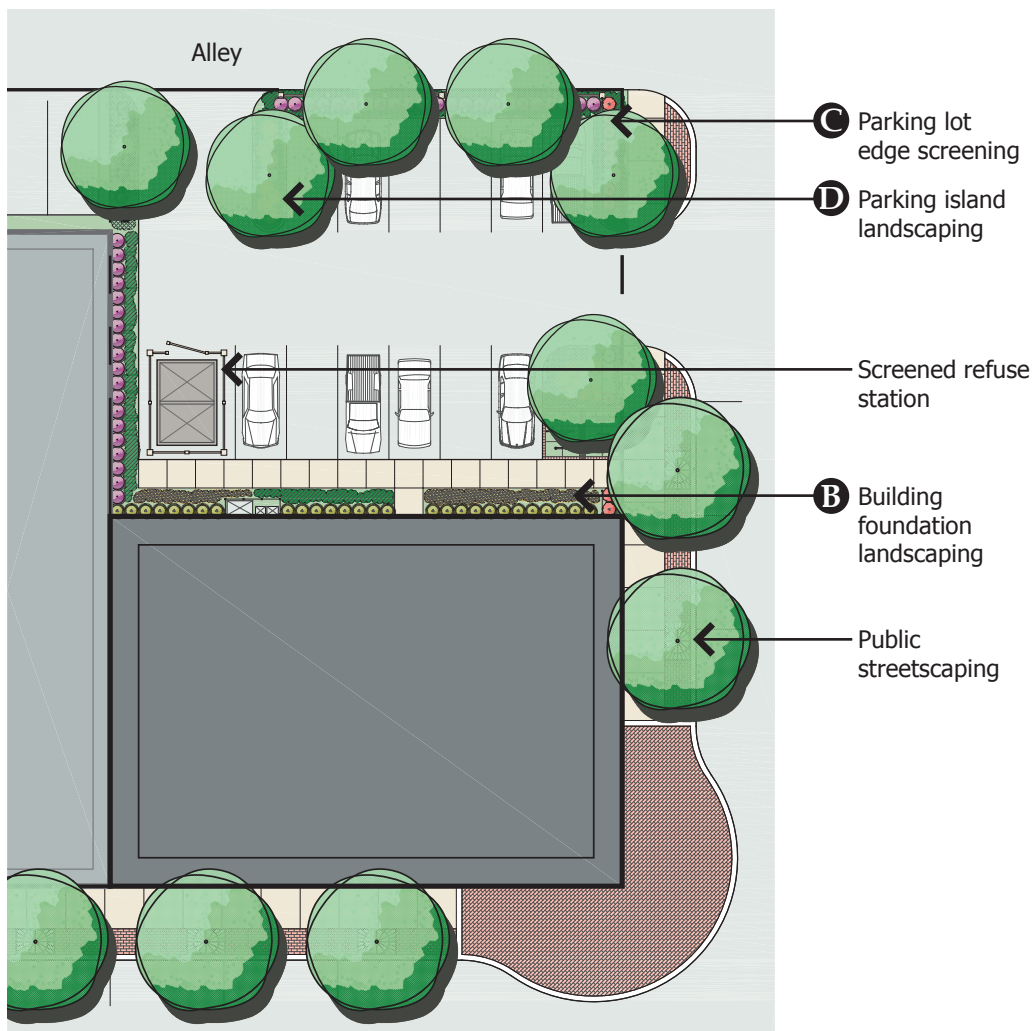 Alley
C Parking lot
edge screening
D Parking island
landscaping
Screened refuse
station
B Building
foundation
landscaping
Public
streetscaping